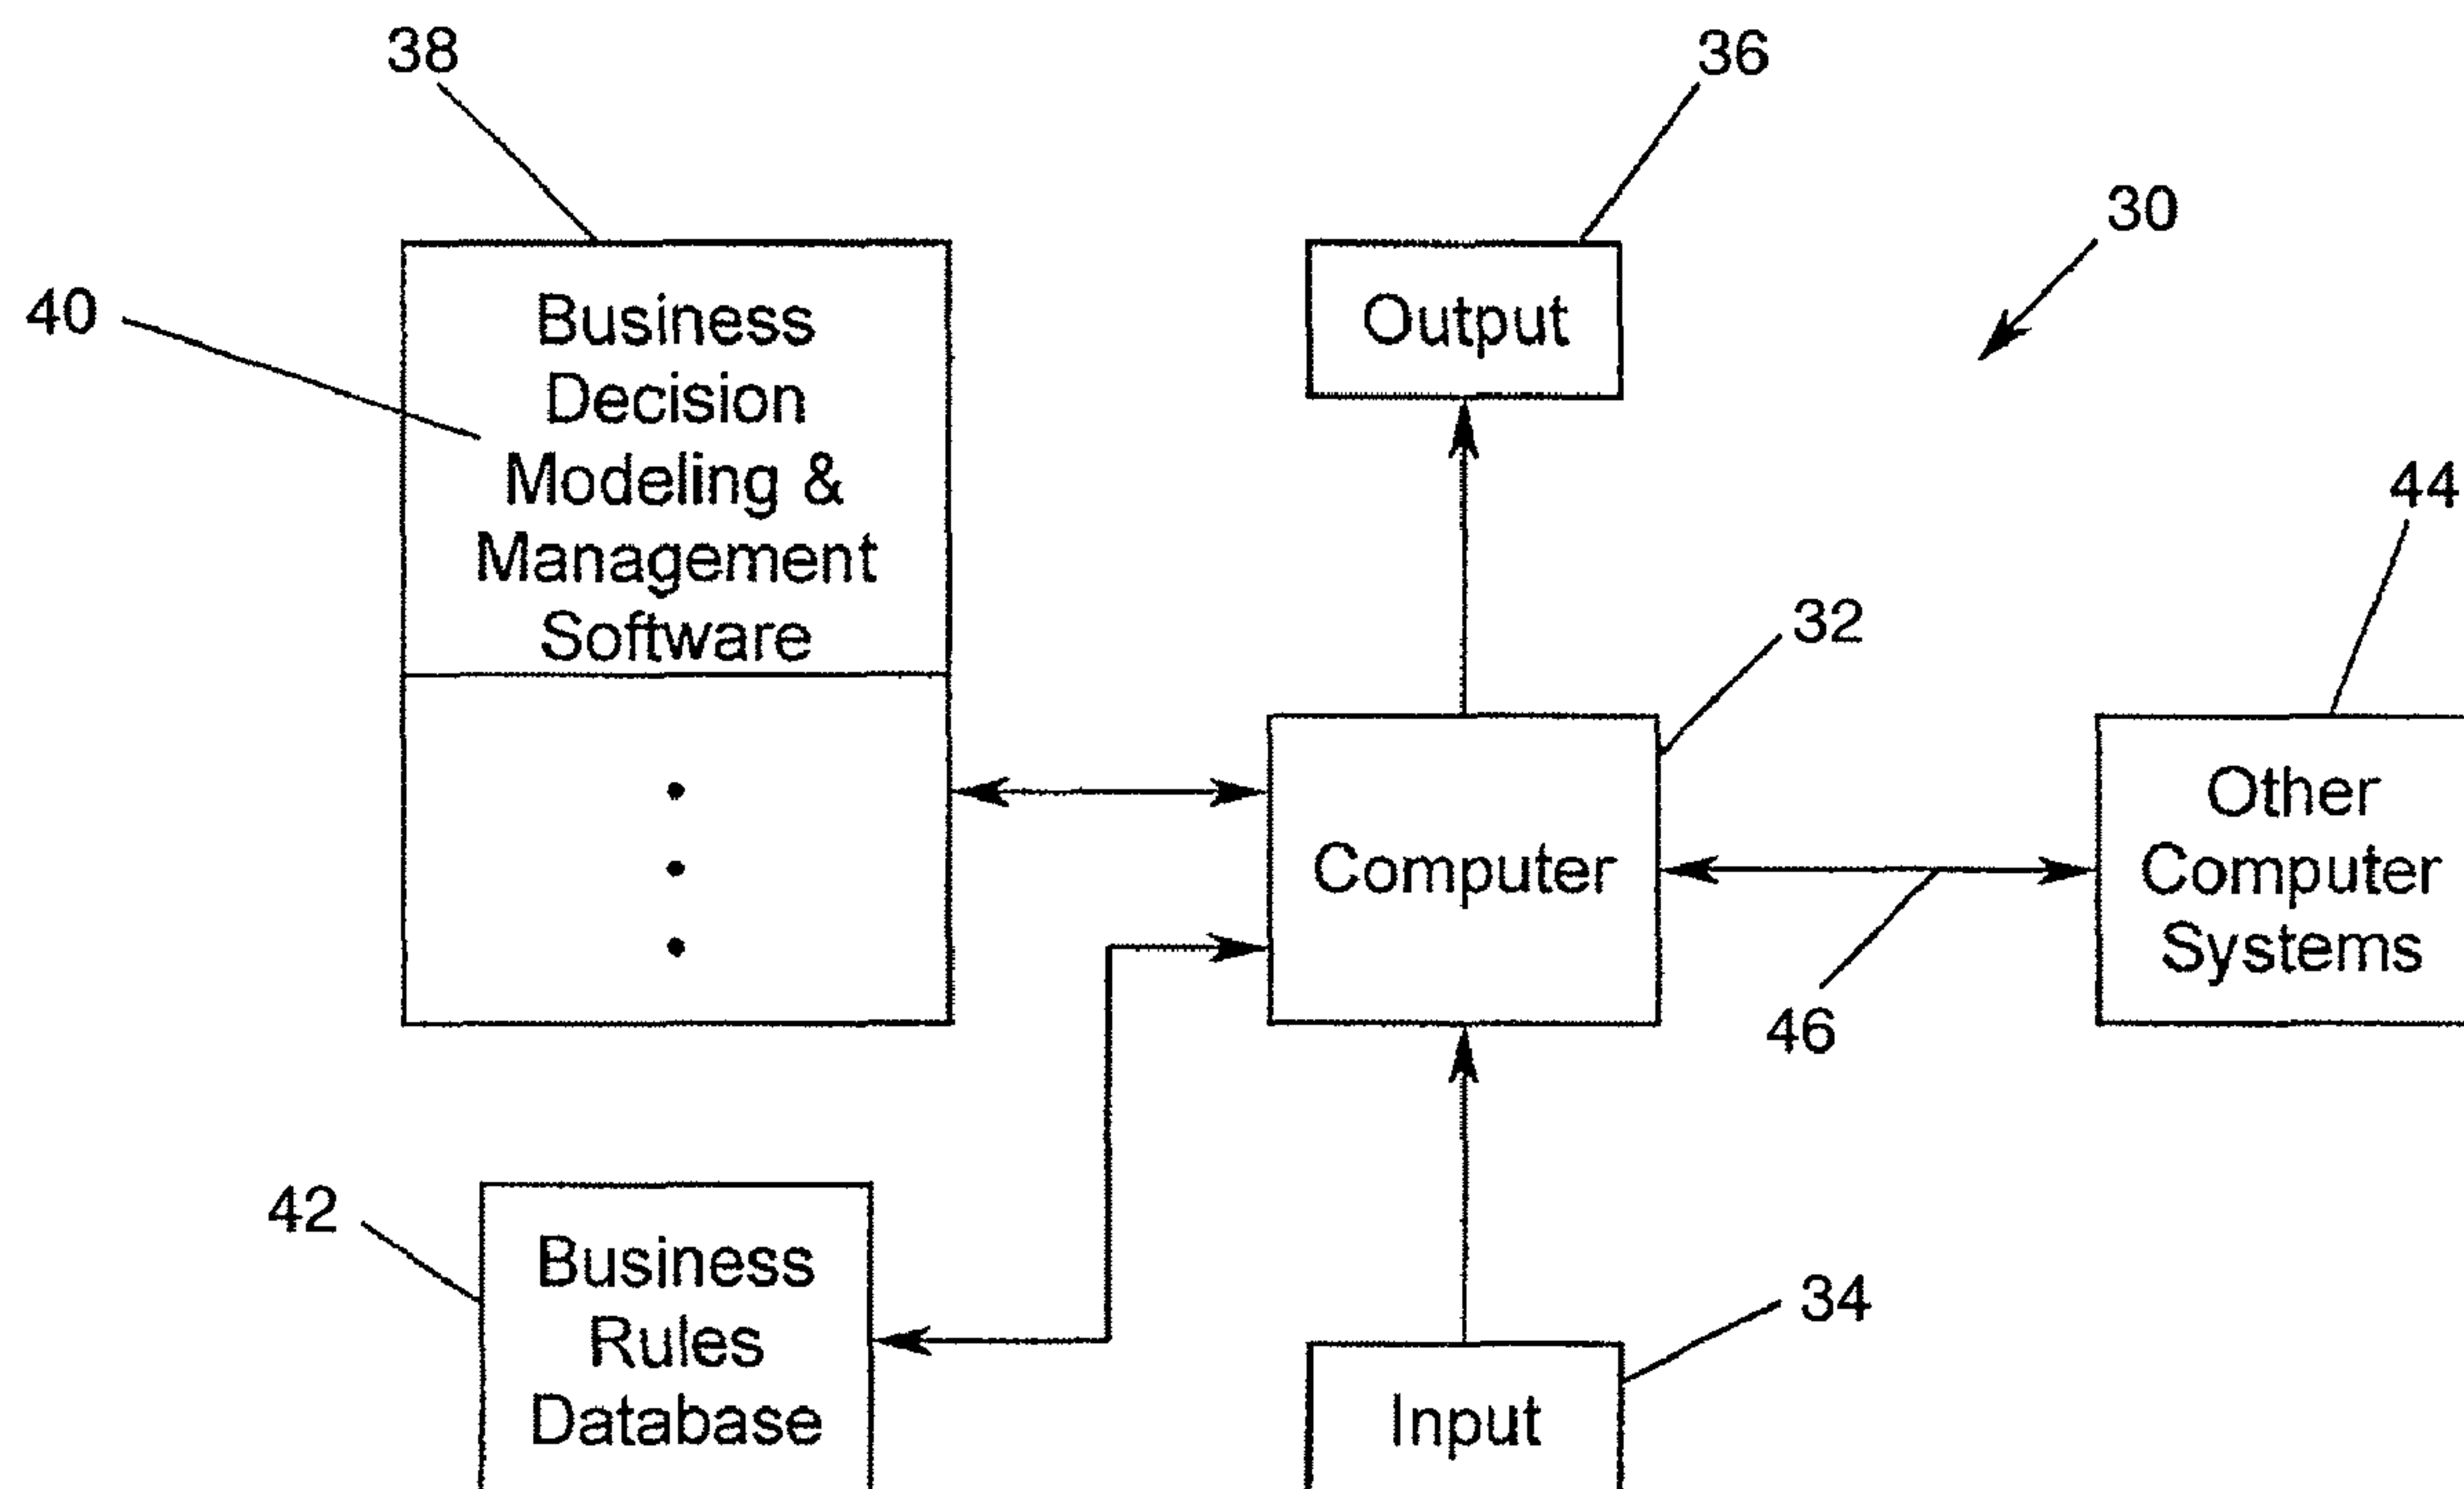 38
36
30
40
Business
Decision
Modeling &
Management
Software
Output
44
32
Computer
Other
Computer
Systems
46
42
Business
Rules
Database
34
Input